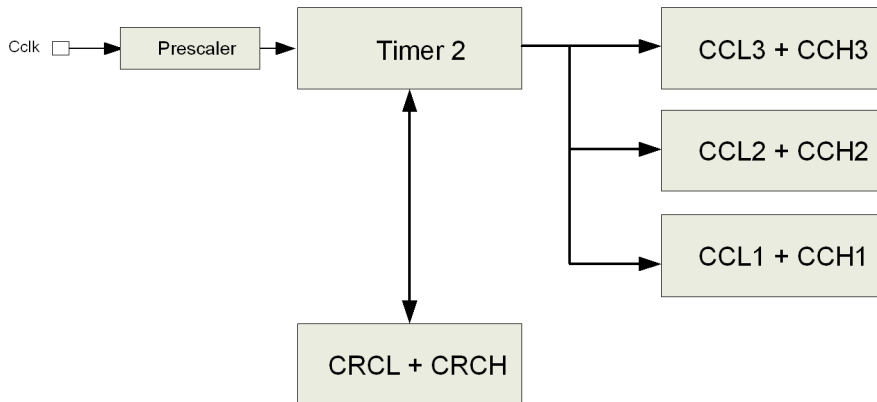 Cclk
Prescaler
Timer 2
CCL3 + CCH3
CCL2 + CCH2
CCL1 + CCH1
CRCL + CRCH